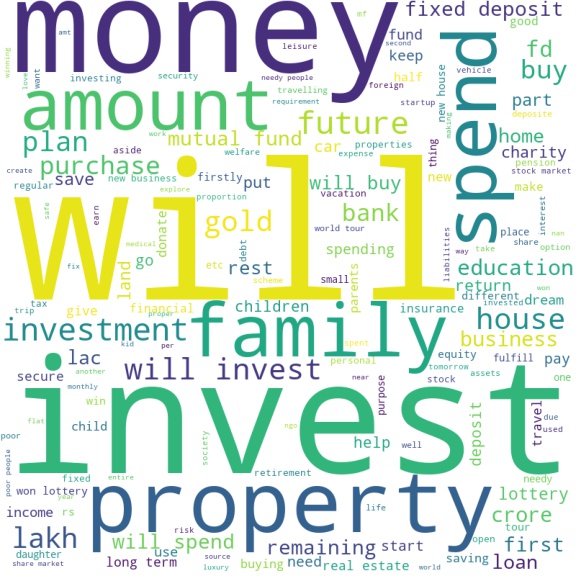 money
fixed deposit
amt
leisure
mf
second
fund
good
winning
love
want
investing
security
needy people
travelling
requirement
foreign
keep
half
startup
vehicle
new house
fd
buy
amount
spend
deposite
making
part
plan
work
mutual fund
future
car
properties
expense
home
charity
purchase
aside
welfare
thing
pension
stock market
create
regular
save
new business
firstly
put
will buy
vacation
new
make
explore
proportion
world tour
safe
earn
donate
gold
bank
place
interest
share
nan
option
will
medical
go
debt
spending
liabilities
way
take
education
fix
land
etc
rest
small
parents
return
won
scheme
different
invested
dream
tax
trip
give
financial
proper
children
family
insurance
house
investment
kid
per
spent
personal
equity
business
tomorrow
fulfill
pay
lac
will invest
secure
another
monthly
near
purpose
stock
assets
one
invest
win
flat
child
poor
poor people
society
ngo
help
well
deposit
travel
due
used
fixed
entire
retirement
needy
won lottery
year
property
life
lottery
income
rs
crore
tour
lakh
risk
will spend
remaining
start
open
first
daughter
share market
use
long term
source
luxury
buying
need
real estate
world
saving
loan